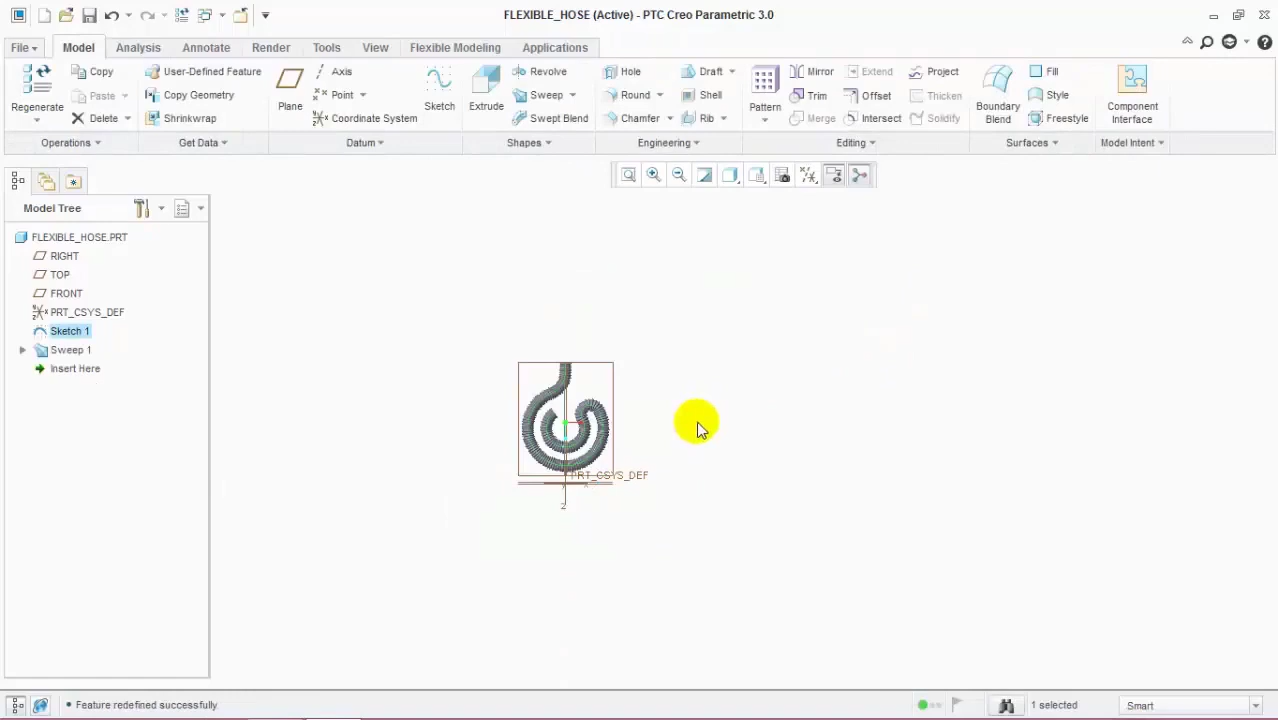 FLEXIBLE_HOSE (Active) - PTC Creo Parametric 3.0
File Model Analysis Annotate Render Tools View Flexible Modeling Applications
Regenerate
Copy
Paste
Delete
User-Defined Feature
Copy Geometry
Shrinkwrap
Plane
Axis
Point
Coordinate System
Sketch
Extrude
Revolve
Sweep
Swept Blend
Hole
Round
Chamfer
Draft
Shell
Rib
Pattern
Mirror
Trim
Merge
Extend
Offset
Intersect
Project
Thicken
Solidify
Boundary
Blend
Fill
Style
Freestyle
Component
Interface
Operations Get Data Datum Shapes Engineering Editing Surfaces Model Intent
Model Tree
FLEXIBLE_HOSE.PRT
RIGHT
TOP
FRONT
PRT_CSYS_DEF
Sketch 1
Sweep 1
Insert Here
PRT_CSYS_DEF
Z
Feature redefined successfully.
1 selected
Smart